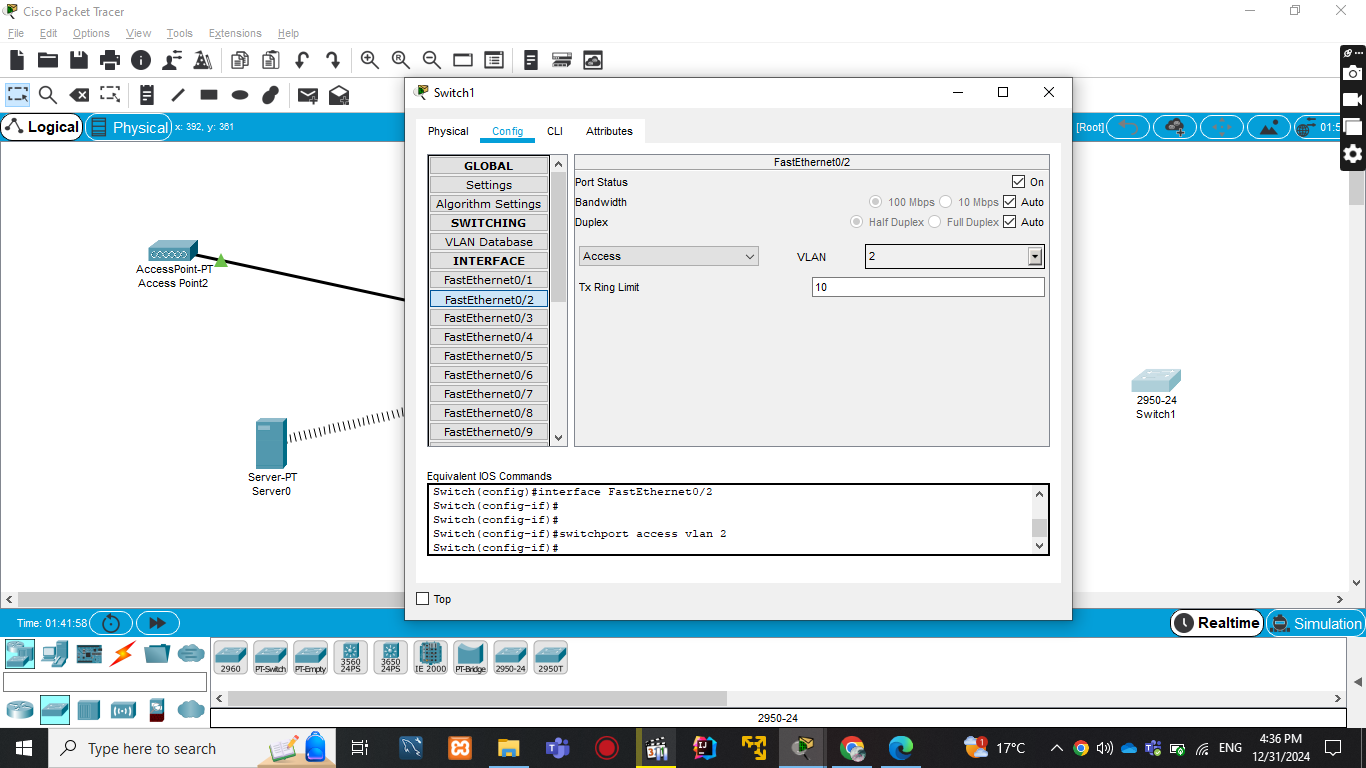 Cisco Packet Tracer
File Edit Options View Tools Extensions Help
Logical
Physical
x: 392, y: 361
[Root]
01:5
AccessPoint-PT
Access Point2
Server-PT
Server0
2950-24
Switch1
Switch1
Physical Config CLI Attributes
GLOBAL
Settings
Algorithm Settings
SWITCHING
VLAN Database
INTERFACE
FastEthernet0/1
FastEthernet0/2
FastEthernet0/3
FastEthernet0/4
FastEthernet0/5
FastEthernet0/6
FastEthernet0/7
FastEthernet0/8
FastEthernet0/9
FastEthernet0/2
Port Status On
Bandwidth 100 Mbps 10 Mbps Auto
Duplex Half Duplex Full Duplex Auto
Access VLAN 2
Tx Ring Limit 10
Equivalent IOS Commands
Switch(config)#interface FastEthernet0/2
Switch(config-if)#
Switch(config-if)#
Switch(config-if)#switchport access vlan 2
Switch(config-if)#
Top
Time: 01:41:58
Realtime
Simulation
2960 PT-Switch PT-Empty 3560 24PS 3650 24PS IE 2000 PT-Bridge 2950-24 2950T
2950-24
Type here to search
17°C
ENG
4:36 PM
12/31/2024